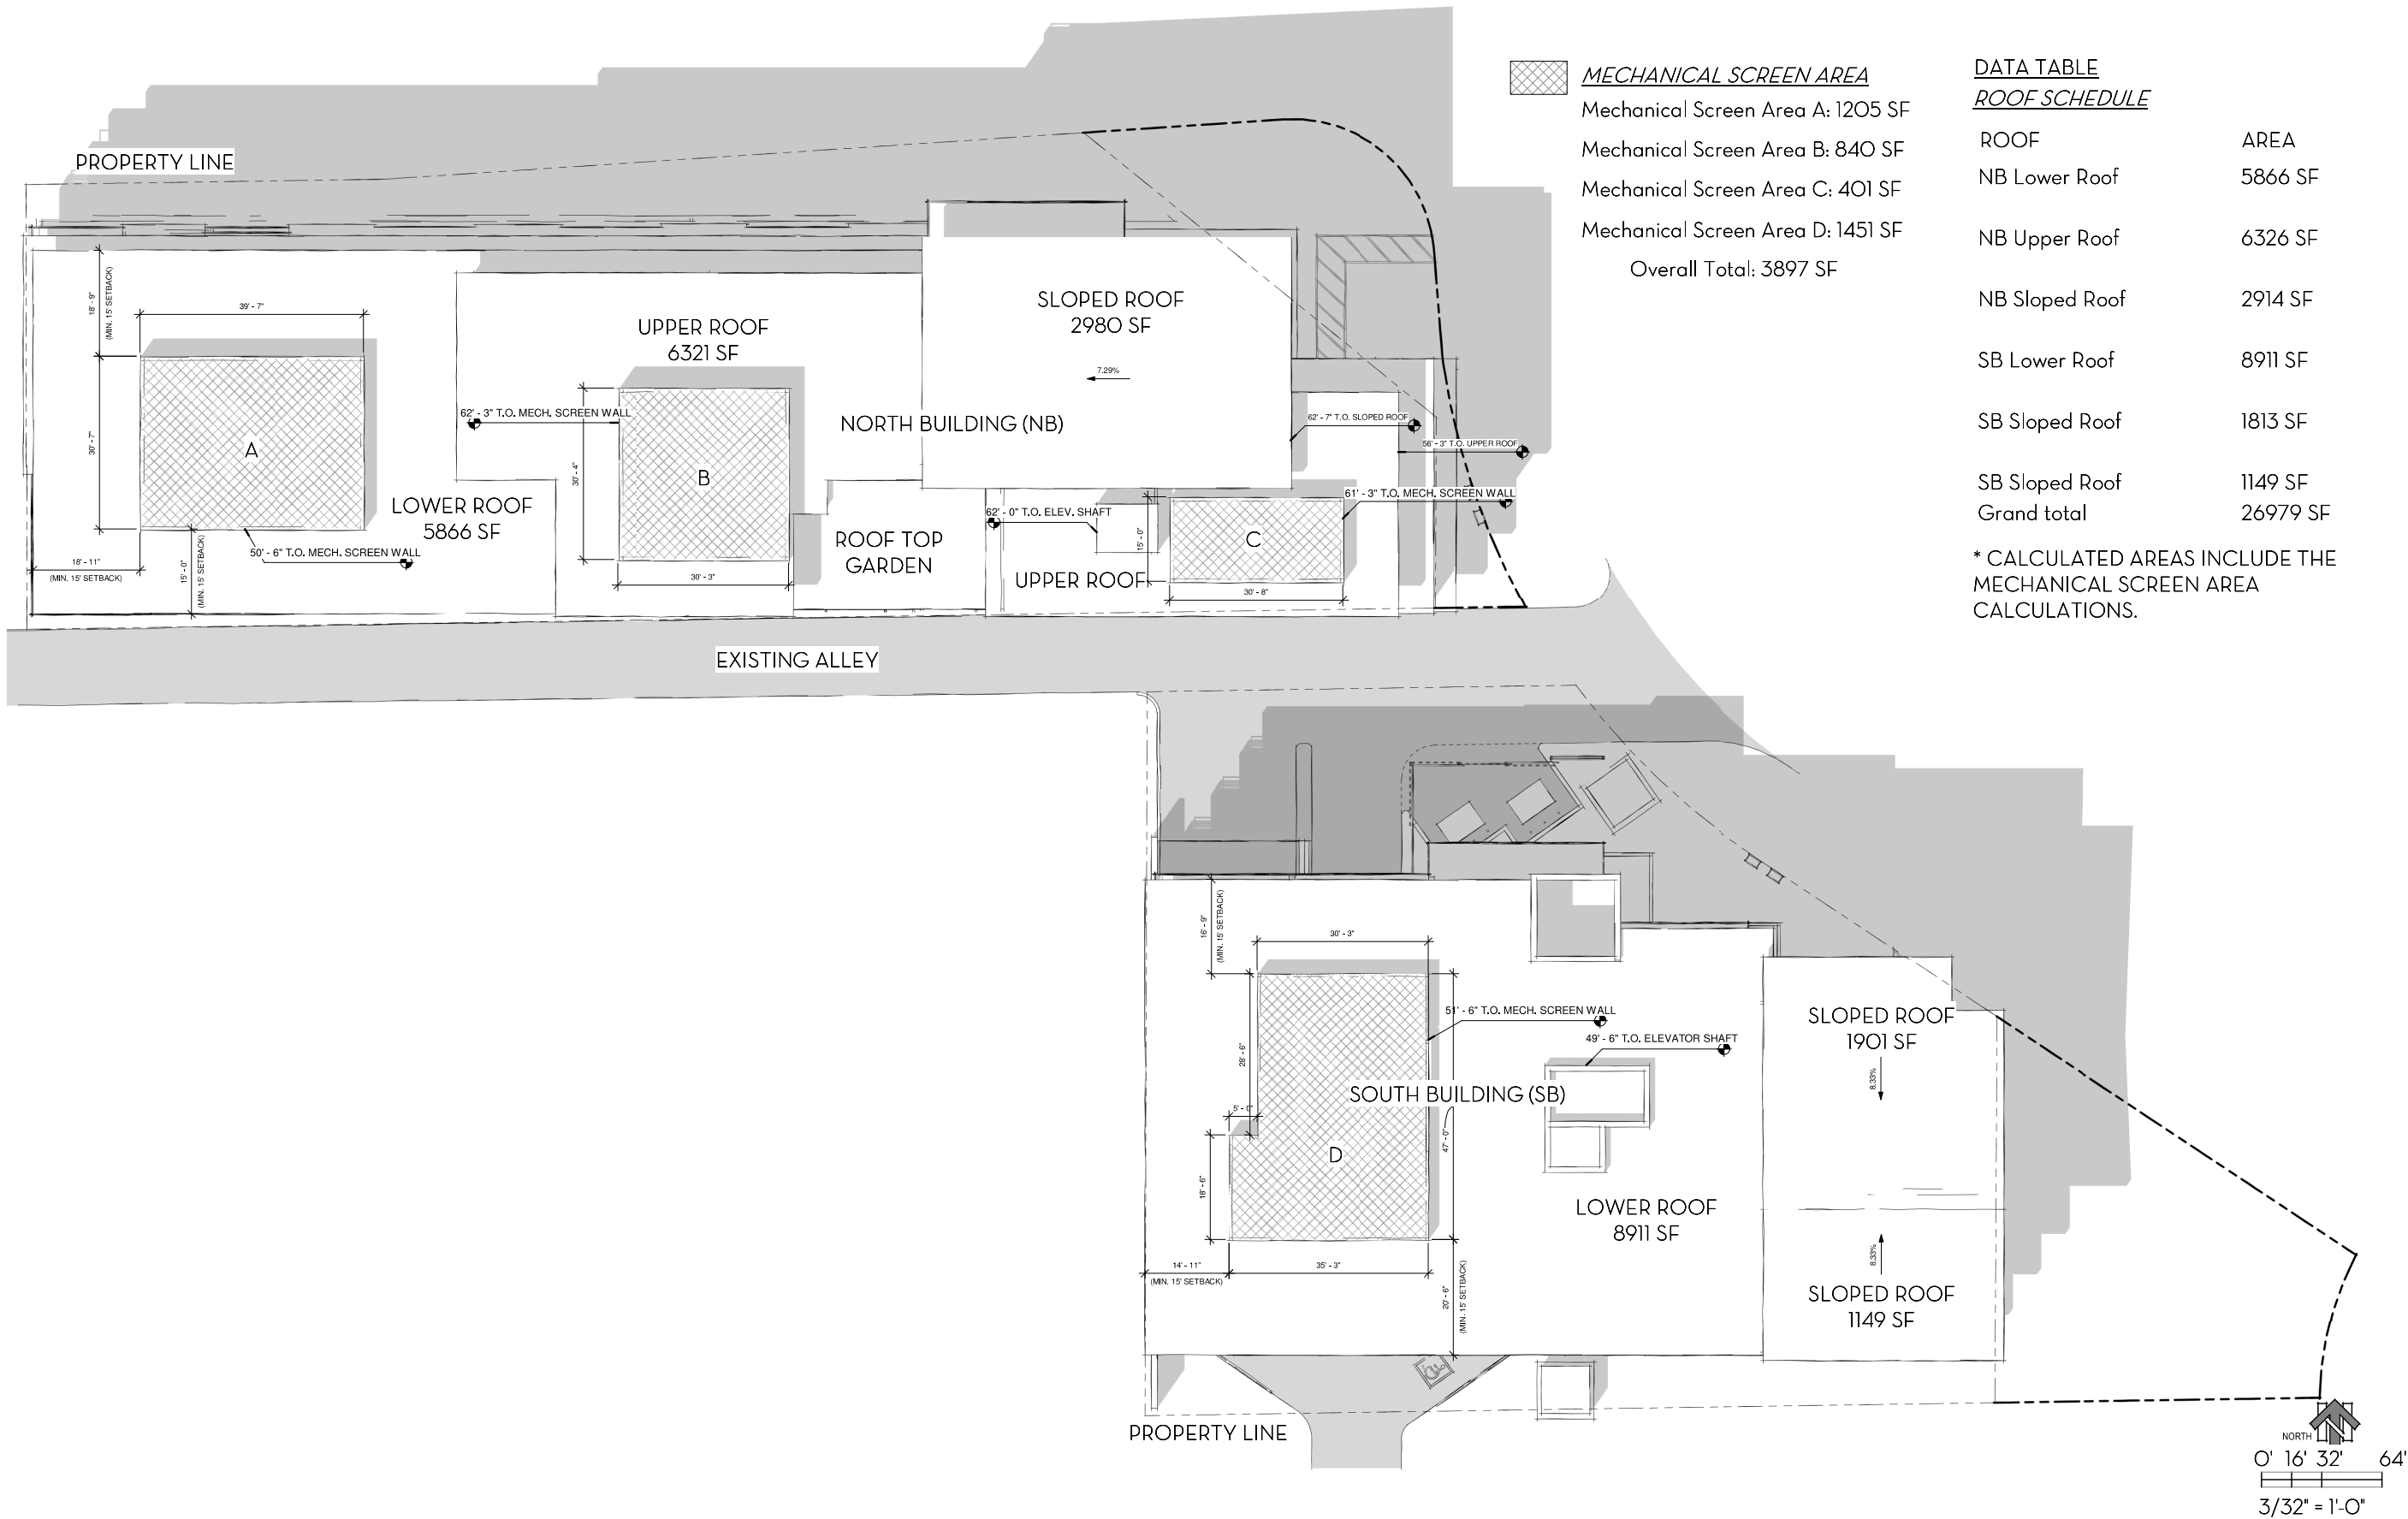 MECHANICAL SCREEN AREA
Mechanical Screen Area A: 1205 SF
Mechanical Screen Area B: 840 SF
Mechanical Screen Area C: 401 SF
Mechanical Screen Area D: 1451 SF
Overall Total: 3897 SF
DATA TABLE
ROOF SCHEDULE
ROOF AREA
NB Lower Roof 5866 SF
NB Upper Roof 6326 SF
NB Sloped Roof 2914 SF
SB Lower Roof 8911 SF
SB Sloped Roof 1813 SF
SB Sloped Roof 1149 SF
Grand total 26979 SF
* CALCULATED AREAS INCLUDE THE
MECHANICAL SCREEN AREA
CALCULATIONS.
PROPERTY LINE
18' - 9"
(MIN. 15' SETBACK)
39' - 7"
30' - 7"
A
LOWER ROOF
5866 SF
50' - 6" T.O. MECH. SCREEN WALL
18' - 11"
(MIN. 15' SETBACK)
15' - 0"
(MIN. 15' SETBACK)
UPPER ROOF
6321 SF
62' - 3" T.O. MECH. SCREEN WALL
30' - 4"
B
30' - 3"
NORTH BUILDING (NB)
SLOPED ROOF
2980 SF
7.29%
62' - 7" T.O. SLOPED ROOF
56' - 3" T.O. UPPER ROOF
61' - 3" T.O. MECH. SCREEN WALL
62' - 0" T.O. ELEV. SHAFT
15' - 0"
C
30' - 8"
ROOF TOP
GARDEN
UPPER ROOF
EXISTING ALLEY
16' - 9"
(MIN. 15' SETBACK)
30' - 3"
51' - 6" T.O. MECH. SCREEN WALL
49' - 6" T.O. ELEVATOR SHAFT
28' - 6"
5' - 0"
SOUTH BUILDING (SB)
47' - 0"
D
18' - 6"
14' - 11"
(MIN. 15' SETBACK)
35' - 3"
20' - 6"
(MIN. 15' SETBACK)
LOWER ROOF
8911 SF
SLOPED ROOF
1901 SF
8.33%
8.33%
SLOPED ROOF
1149 SF
PROPERTY LINE
NORTH
N
0' 16' 32' 64'
3/32" = 1'-0"